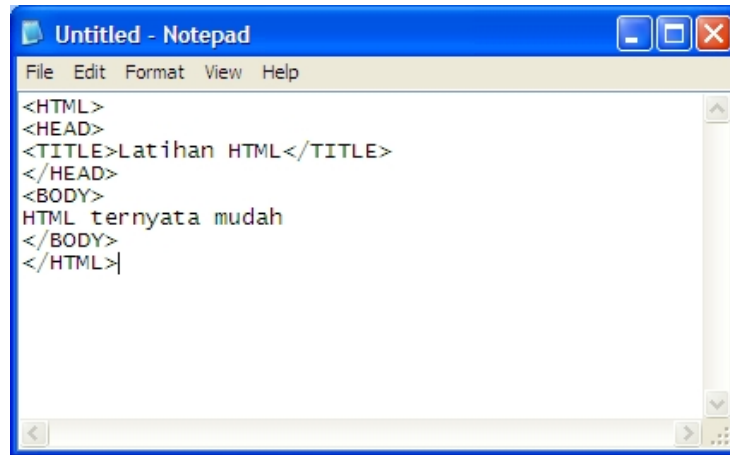 Untitled - Notepad
File Edit Format View Help
<HTML>
<HEAD>
<TITLE>Latihan HTML</TITLE>
</HEAD>
<BODY>
HTML ternyata mudah
</BODY>
</HTML>